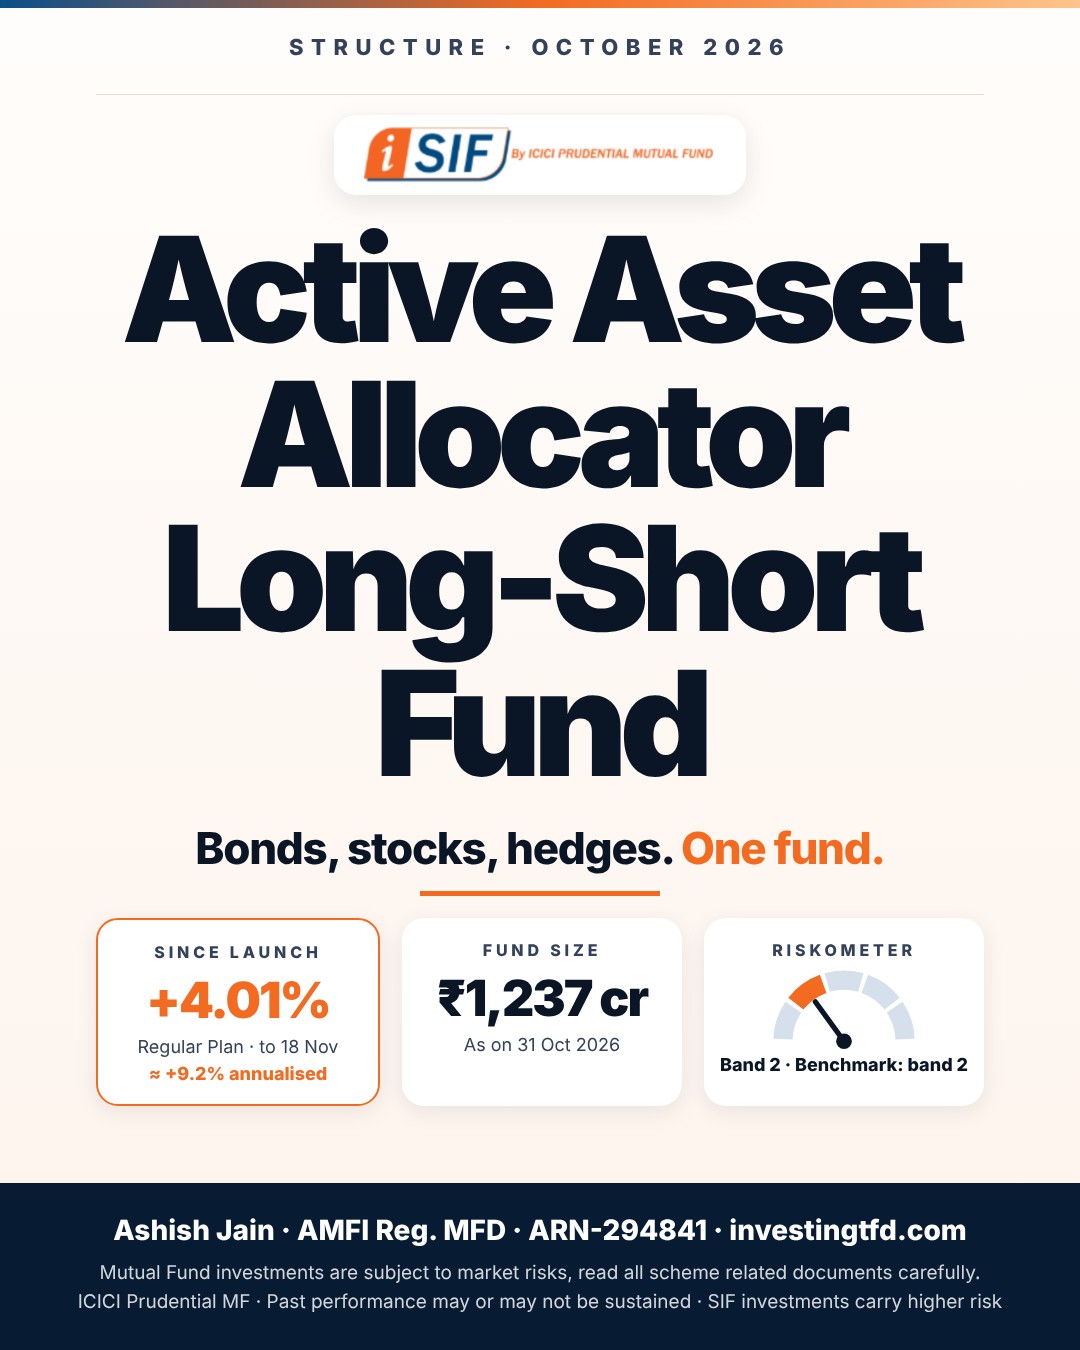 STRUCTURE · OCTOBER 2026
i SIF By ICICI PRUDENTIAL MUTUAL FUND
Active Asset
Allocator
Long-Short
Fund
Bonds, stocks, hedges. One fund.
SINCE LAUNCH
+4.01%
Regular Plan · to 18 Nov
≈ +9.2% annualised
FUND SIZE
₹1,237 cr
As on 31 Oct 2026
RISKOMETER
Band 2 · Benchmark: band 2
Ashish Jain · AMFI Reg. MFD · ARN-294841 · investingtfd.com
Mutual Fund investments are subject to market risks, read all scheme related documents carefully.
ICICI Prudential MF · Past performance may or may not be sustained · SIF investments carry higher risk